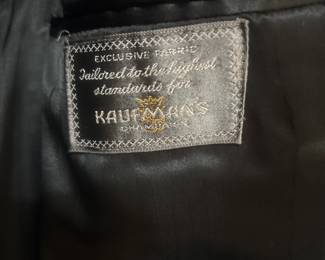 EXCLUSIVE FABRIC
Tailored to the highest
standards for
KAUFMAN'S